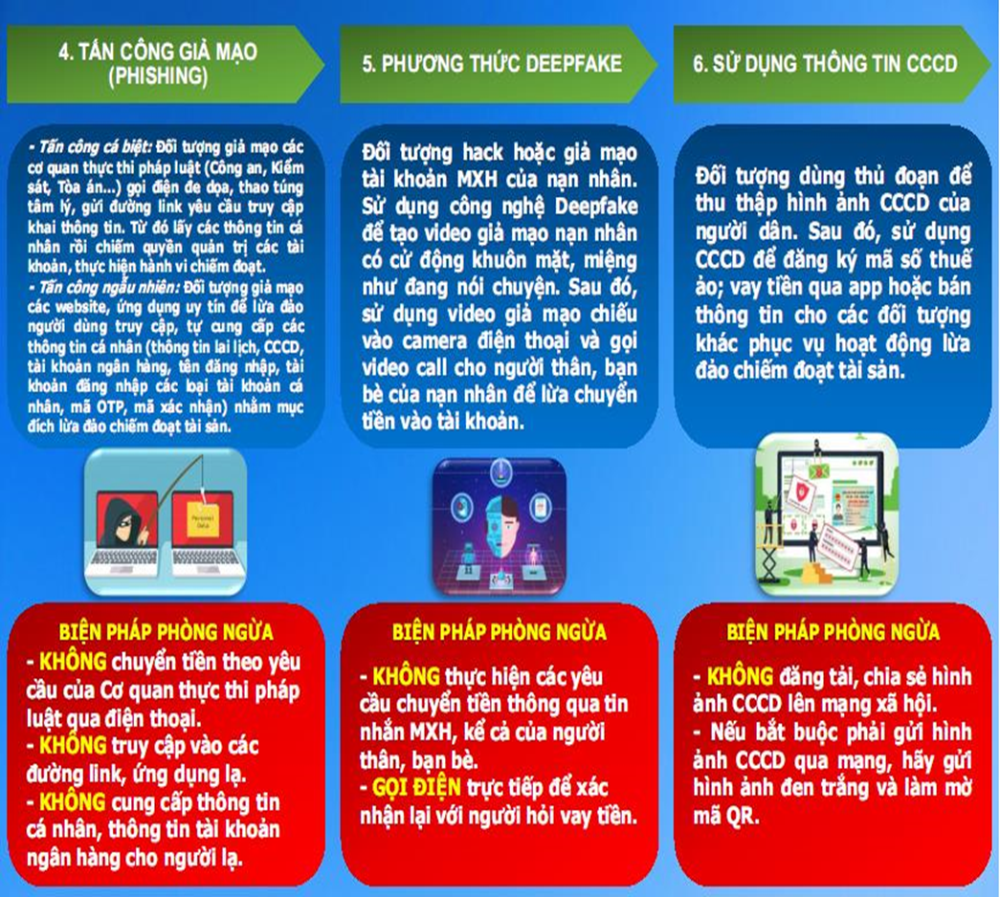 4. TẤN CÔNG GIẢ MẠO
(PHISHING)
- Tấn công cá biệt: Đối tượng giả mạo các
cơ quan thực thi pháp luật (Công an, Kiểm
sát, Tòa án...) gọi điện đe dọa, thao túng
tâm lý, gửi đường link yêu cầu truy cập
khai thông tin. Từ đó lấy các thông tin cá
nhân rồi chiếm quyền quản trị các tài
khoản, thực hiện hành vi chiếm đoạt.
- Tấn công ngẫu nhiên: Đối tượng giả mạo
các website, ứng dụng uy tín để lừa đảo
người dùng truy cập, tự cung cấp các
thông tin cá nhân (thông tin lai lịch, CCCD,
tài khoản ngân hàng, tên đăng nhập, tài
khoản đăng nhập các loại tài khoản cá
nhân, mã OTP, mã xác nhận) nhằm mục
đích lừa đảo chiếm đoạt tài sản.
Personal
Data
BIỆN PHÁP PHÒNG NGỪA
- KHÔNG chuyển tiền theo yêu
cầu của Cơ quan thực thi pháp
luật qua điện thoại.
- KHÔNG truy cập vào các
đường link, ứng dụng lạ.
- KHÔNG cung cấp thông tin
cá nhân, thông tin tài khoản
ngân hàng cho người lạ.
5. PHƯƠNG THỨC DEEPFAKE
Đối tượng hack hoặc giả mạo
tài khoản MXH của nạn nhân.
Sử dụng công nghệ Deepfake
để tạo video giả mạo nạn nhân
có cử động khuôn mặt, miệng
như đang nói chuyện. Sau đó,
sử dụng video giả mạo chiếu
vào camera điện thoại và gọi
video call cho người thân, bạn
bè của nạn nhân để lừa chuyển
tiền vào tài khoản.
BIỆN PHÁP PHÒNG NGỪA
- KHÔNG thực hiện các yêu
cầu chuyển tiền thông qua tin
nhắn MXH, kể cả của người
thân, bạn bè.
- GỌI ĐIỆN trực tiếp để xác
nhận lại với người hỏi vay tiền.
6. SỬ DỤNG THÔNG TIN CCCD
Đối tượng dùng thủ đoạn để
thu thập hình ảnh CCCD của
người dân. Sau đó, sử dụng
CCCD để đăng ký mã số thuế
ảo; vay tiền qua app hoặc bán
thông tin cho các đối tượng
khác phục vụ hoạt động lừa
đảo chiếm đoạt tài sản.
BIỆN PHÁP PHÒNG NGỪA
- KHÔNG đăng tải, chia sẻ hình
ảnh CCCD lên mạng xã hội.
- Nếu bắt buộc phải gửi hình
ảnh CCCD qua mạng, hãy gửi
hình ảnh đen trắng và làm mờ
mã QR.